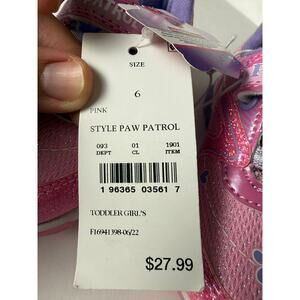 SIZE
6
PINK
STYLE PAW PATROL
093 01 1901
DEPT CL ITEM
1 96365 03561 7
TODDLER GIRL'S
F16941398-06/22
$27.99